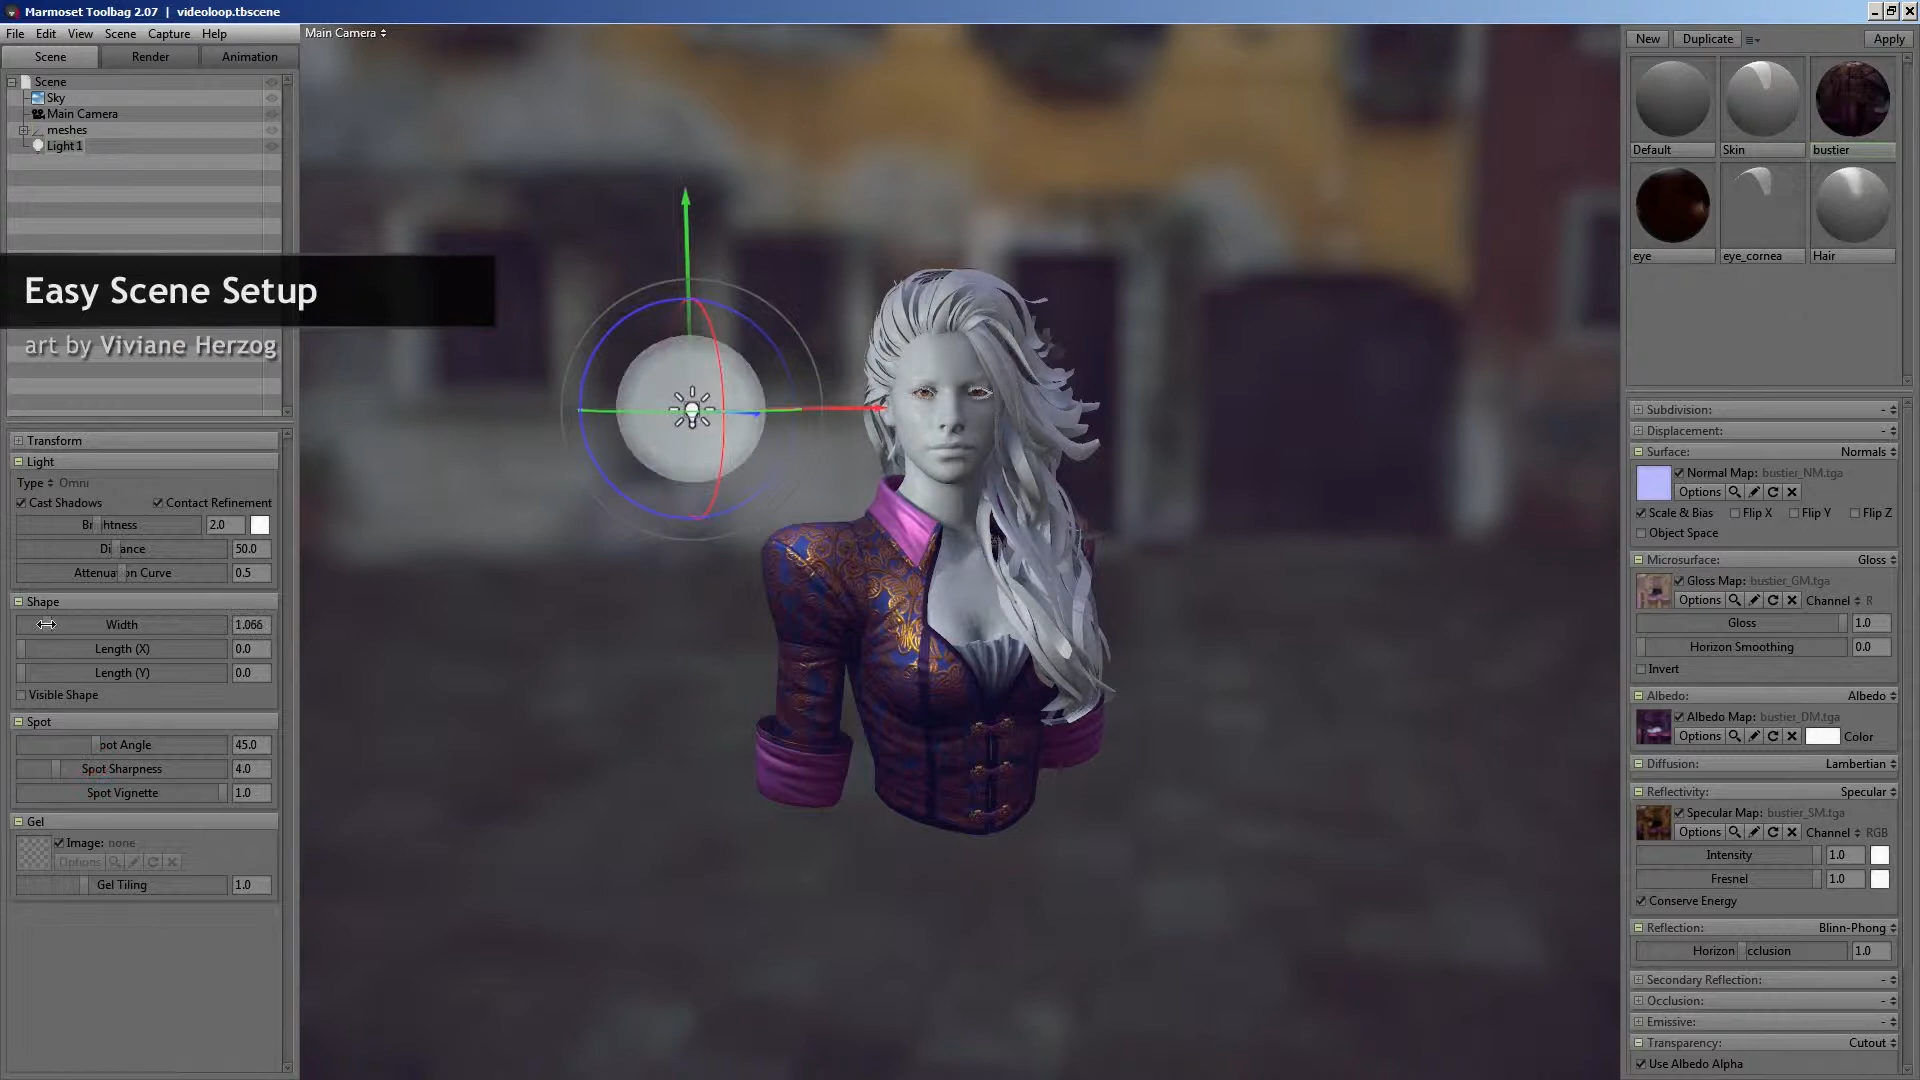 Marmoset Toolbag 2.07 | videoloop.tbscene
File Edit View Scene Capture Help
Scene Render Animation
Scene
Sky
Main Camera
meshes
Light 1
Easy Scene Setup
art by Viviane Herzog
Transform
Light
Type Omni
Cast Shadows Contact Refinement
2.0
50.0
0.5
Shape
Width 1.066
Length (X) 0.0
Length (Y) 0.0
Visible Shape
Spot
pot Angle 45.0
Spot Sharpness 4.0
Spot Vignette 1.0
Gel
Image: none
Options
Gel Tiling 1.0
Main Camera
New Duplicate Apply
Default Skin bustier
eye eye_cornea Hair
Subdivision: -
Displacement: -
Surface: Normals
Normal Map: bustier_NM.tga
Options
Scale & Bias Flip X Flip Y Flip Z
Object Space
Microsurface: Gloss
Gloss Map: bustier_GM.tga
Options Channel R
Gloss 1.0
Horizon Smoothing 0.0
Invert
Albedo: Albedo
Albedo Map: bustier_DM.tga
Options Color
Diffusion: Lambertian
Reflectivity: Specular
Specular Map: bustier_SM.tga
Options Channel RGB
Intensity 1.0
Fresnel 1.0
Conserve Energy
Reflection: Blinn-Phong
Horizon cclusion 1.0
Secondary Reflection: -
Occlusion: -
Emissive: -
Transparency: Cutout
Use Albedo Alpha